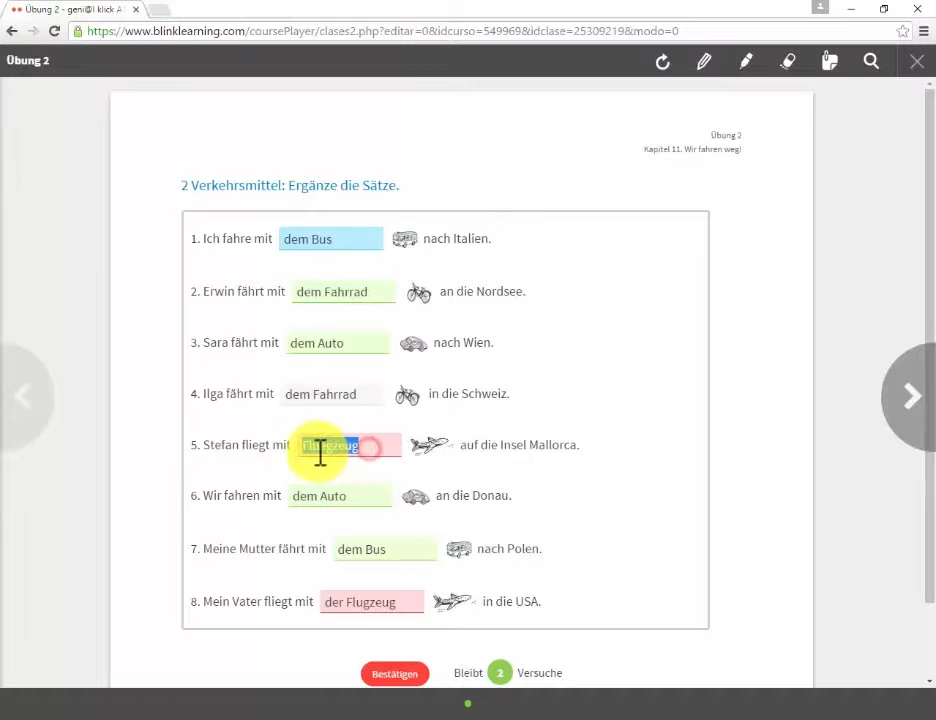 Übung 2 - geni@l klick A
https://www.blinklearning.com/coursePlayer/clases2.php?editar=0&idcurso=549969&idclase=25309219&modo=0
Übung 2
Übung 2
Kapitel 11. Wir fahren weg!
2 Verkehrsmittel: Ergänze die Sätze.
1. Ich fahre mit dem Bus nach Italien.
2. Erwin fährt mit dem Fahrrad an die Nordsee.
3. Sara fährt mit dem Auto nach Wien.
4. Ilga fährt mit dem Fahrrad in die Schweiz.
5. Stefan fliegt mit auf die Insel Mallorca.
6. Wir fahren mit dem Auto an die Donau.
7. Meine Mutter fährt mit dem Bus nach Polen.
8. Mein Vater fliegt mit der Flugzeug in die USA.
Bestätigen Bleibt 2 Versuche